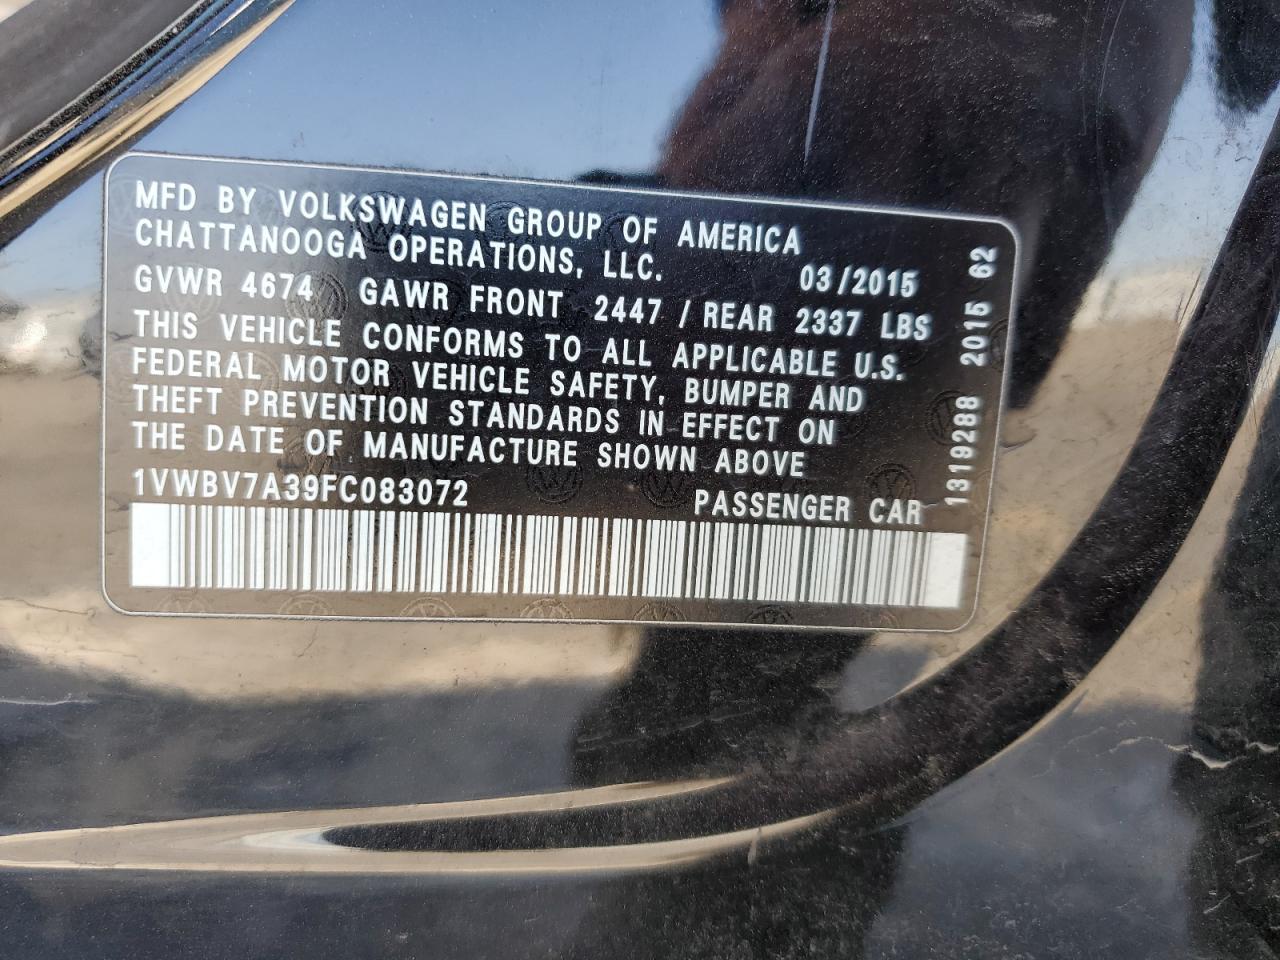 MFD BY VOLKSWAGEN GROUP OF AMERICA
CHATTANOOGA OPERATIONS, LLC. 03/2015
GVWR 4674 GAWR FRONT 2447 / REAR 2337 LBS
THIS VEHICLE CONFORMS TO ALL APPLICABLE U.S.
FEDERAL MOTOR VEHICLE SAFETY, BUMPER AND
THEFT PREVENTION STANDARDS IN EFFECT ON
THE DATE OF MANUFACTURE SHOWN ABOVE
1VWBV7A39FC083072 PASSENGER CAR
1319288 2015 62